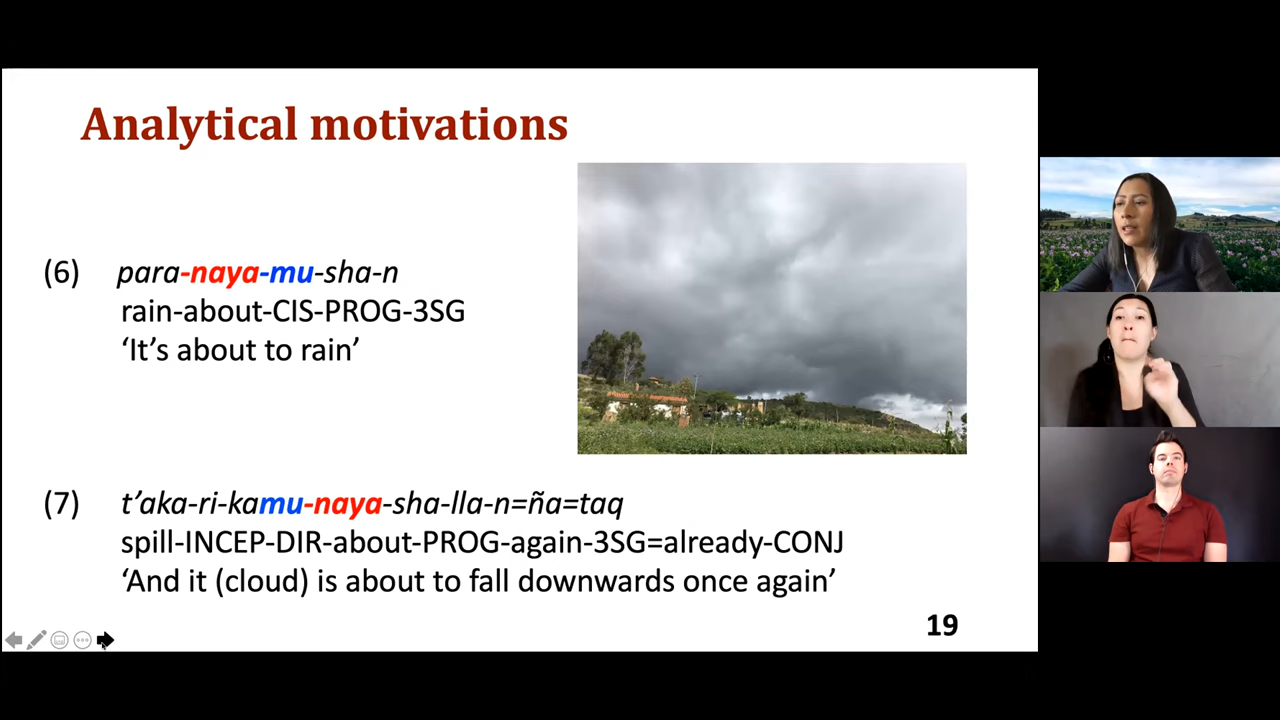 Analytical motivations
(6) para-naya-mu-sha-n
rain-about-CIS-PROG-3SG
‘It’s about to rain’
(7) t’aka-ri-kamu-naya-sha-lla-n=ña=taq
spill-INCEP-DIR-about-PROG-again-3SG=already-CONJ
‘And it (cloud) is about to fall downwards once again’
19